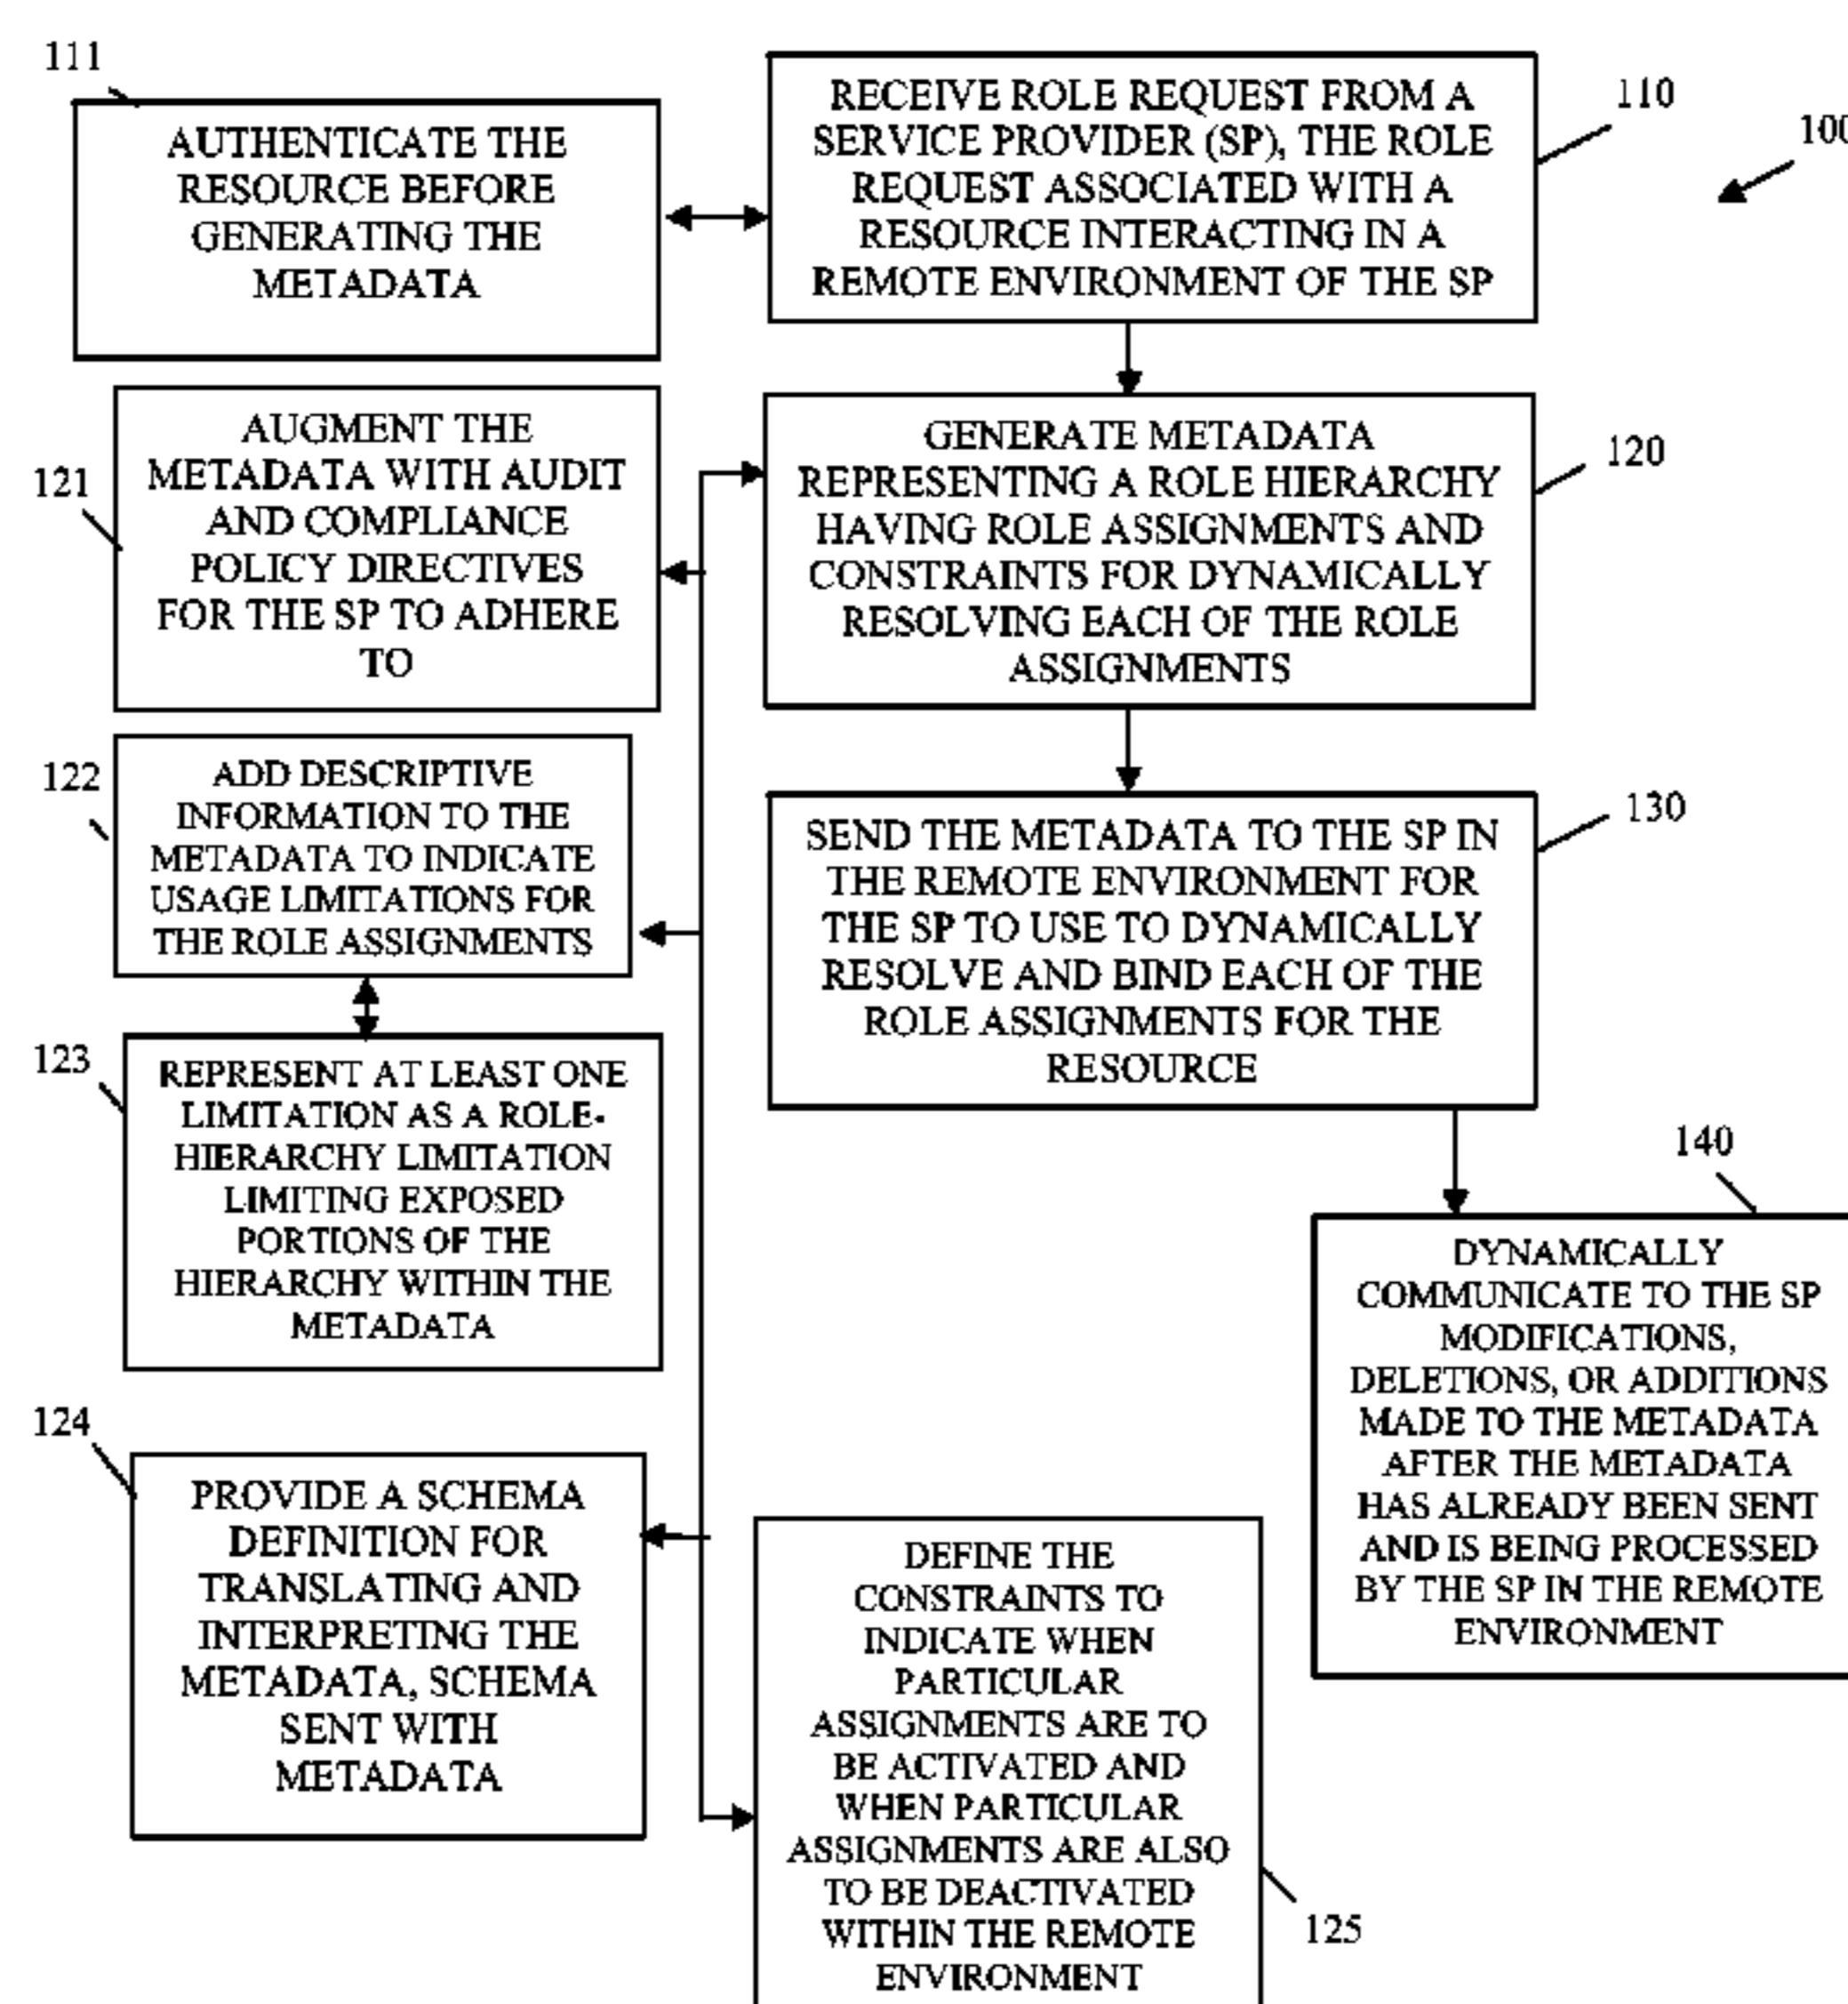 111
AUTHENTICATE THE
RESOURCE BEFORE
GENERATING THE
METADATA
RECEIVE ROLE REQUEST FROM A
SERVICE PROVIDER (SP), THE ROLE
REQUEST ASSOCIATED WITH A
RESOURCE INTERACTING IN A
REMOTE ENVIRONMENT OF THE SP
110
100
121
AUGMENT THE
METADATA WITH AUDIT
AND COMPLIANCE
POLICY DIRECTIVES
FOR THE SP TO ADHERE
TO
GENERATE METADATA
REPRESENTING A ROLE HIERARCHY
HAVING ROLE ASSIGNMENTS AND
CONSTRAINTS FOR DYNAMICALLY
RESOLVING EACH OF THE ROLE
ASSIGNMENTS
120
122
ADD DESCRIPTIVE
INFORMATION TO THE
METADATA TO INDICATE
USAGE LIMITATIONS FOR
THE ROLE ASSIGNMENTS
SEND THE METADATA TO THE SP IN
THE REMOTE ENVIRONMENT FOR
THE SP TO USE TO DYNAMICALLY
RESOLVE AND BIND EACH OF THE
ROLE ASSIGNMENTS FOR THE
RESOURCE
130
123
REPRESENT AT LEAST ONE
LIMITATION AS A ROLE-
HIERARCHY LIMITATION
LIMITING EXPOSED
PORTIONS OF THE
HIERARCHY WITHIN THE
METADATA
140
DYNAMICALLY
COMMUNICATE TO THE SP
MODIFICATIONS,
DELETIONS, OR ADDITIONS
MADE TO THE METADATA
AFTER THE METADATA
HAS ALREADY BEEN SENT
AND IS BEING PROCESSED
BY THE SP IN THE REMOTE
ENVIRONMENT
124
PROVIDE A SCHEMA
DEFINITION FOR
TRANSLATING AND
INTERPRETING THE
METADATA, SCHEMA
SENT WITH
METADATA
DEFINE THE
CONSTRAINTS TO
INDICATE WHEN
PARTICULAR
ASSIGNMENTS ARE TO
BE ACTIVATED AND
WHEN PARTICULAR
ASSIGNMENTS ARE ALSO
TO BE DEACTIVATED
WITHIN THE REMOTE
ENVIRONMENT
125